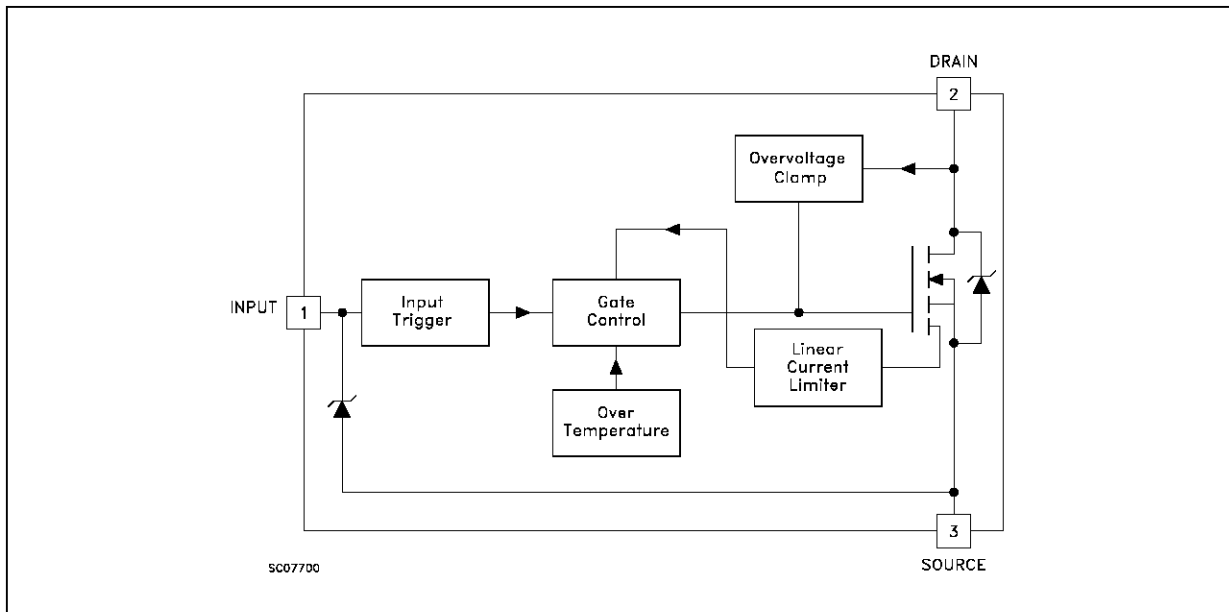 DRAIN
2
Overvoltage
Clamp
INPUT
1
Input
Trigger
Gate
Control
Linear
Current
Limiter
Over
Temperature
3
SOURCE
SC07700